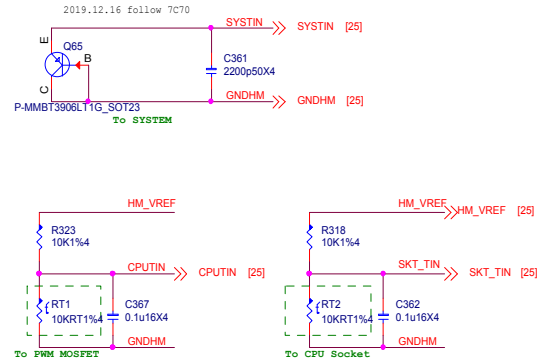 2019.12.16 follow 7C70
SYSTIN SYSTIN [25]
E
Q65
B
C361
2200p50X4
C
GNDHM GNDHM [25]
P-MMBT3906LT1G_SOT23
To SYSTEM
HM_VREF
HM_VREF HM_VREF [25]
R323
10K1%4
R318
10K1%4
CPUTIN CPUTIN [25]
SKT_TIN SKT_TIN [25]
RT1
10KRT1%4
C367
0.1u16X4
RT2
10KRT1%4
C362
0.1u16X4
GNDHM
GNDHM
To PWM MOSFET
To CPU Socket